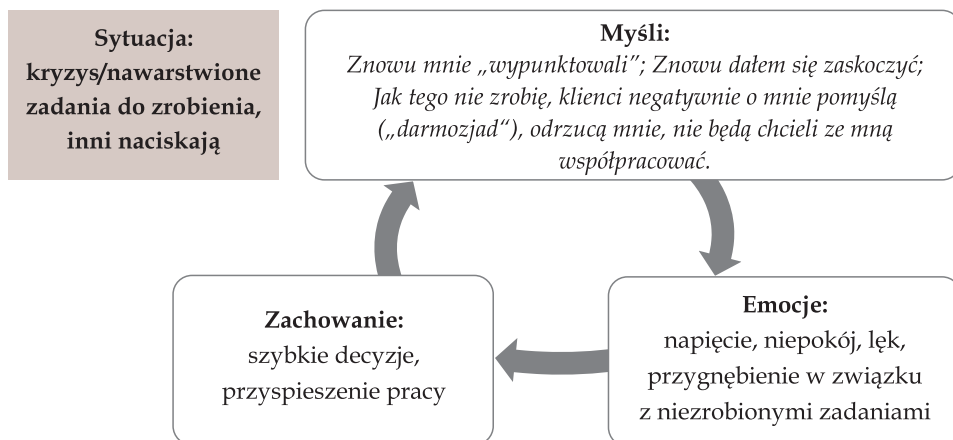 Sytuacja:
kryzys/nawarstwione
zadania do zrobienia,
inni naciskają
Myśli:
Znowu mnie „wypunktowali”; Znowu dałem się zaskoczyć;
Jak tego nie zrobię, klienci negatywnie o mnie pomyślą
(„darmozjad“), odrzucą mnie, nie będą chcieli ze mną
współpracować.
Zachowanie:
szybkie decyzje,
przyspieszenie pracy
Emocje:
napięcie, niepokój, lęk,
przygnębienie w związku
z niezrobionymi zadaniami